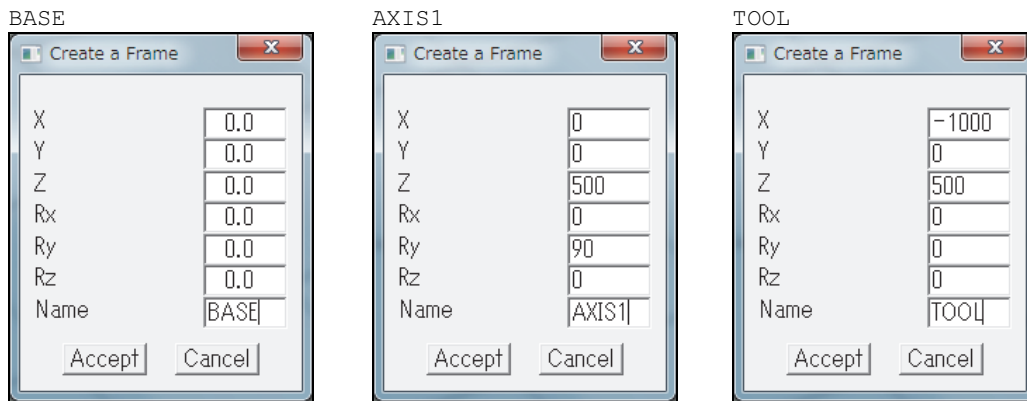 BASE AXIS1 TOOL
Create a Frame Create a Frame Create a Frame
X 0.0 X 0 X -1000
Y 0.0 Y 0 Y 0
Z 0.0 Z 500 Z 500
Rx 0.0 Rx 0 Rx 0
Ry 0.0 Ry 90 Ry 0
Rz 0.0 Rz 0 Rz 0
Name BASE Name AXIS1 Name TOOL
Accept Cancel Accept Cancel Accept Cancel